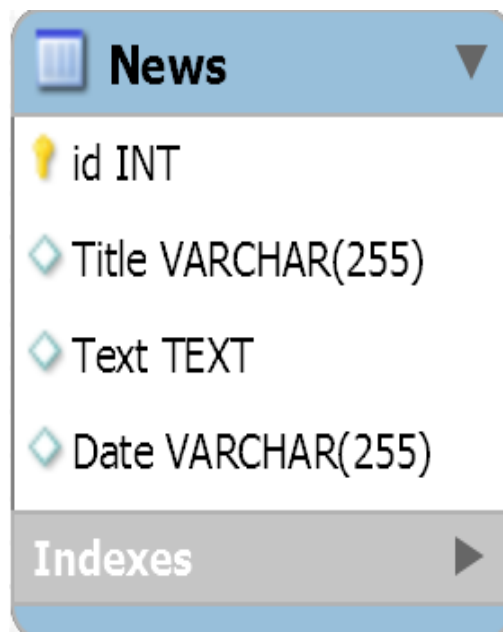 News
id INT
Title VARCHAR(255)
Text TEXT
Date VARCHAR(255)
Indexes